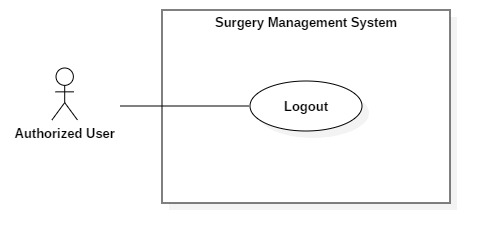 Surgery Management System
Logout
Authorized User